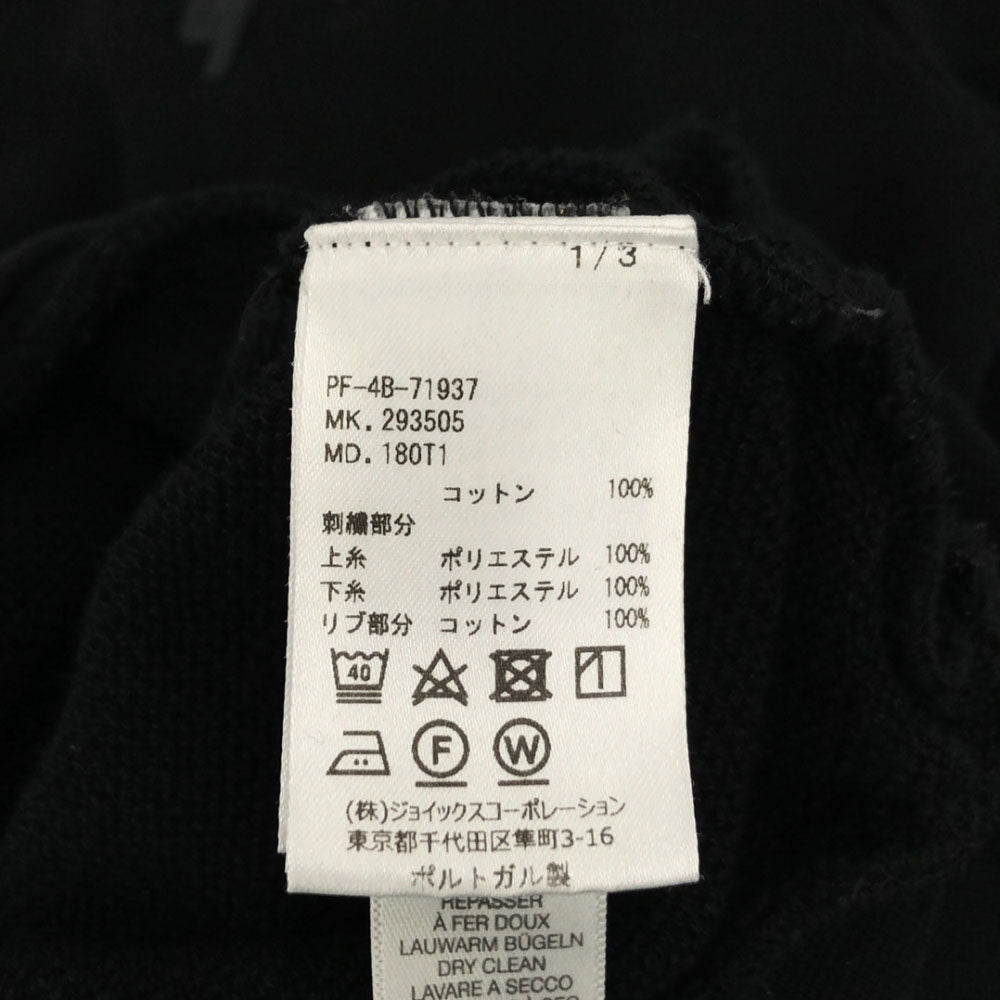 1/3
PF-4B-71937
MK. 293505
MD. 180T1
コットン 100%
刺繍部分
上糸 ポリエステル 100%
下糸 ポリエステル 100%
リブ部分 コットン 100%
40
F W
(株)ジョイックスコーポレーション
東京都千代田区隼町3-16
ポルトガル製
REPASSER
À FER DOUX
LAUWARM BÜGELN
DRY CLEAN
LAVARE A SECCO